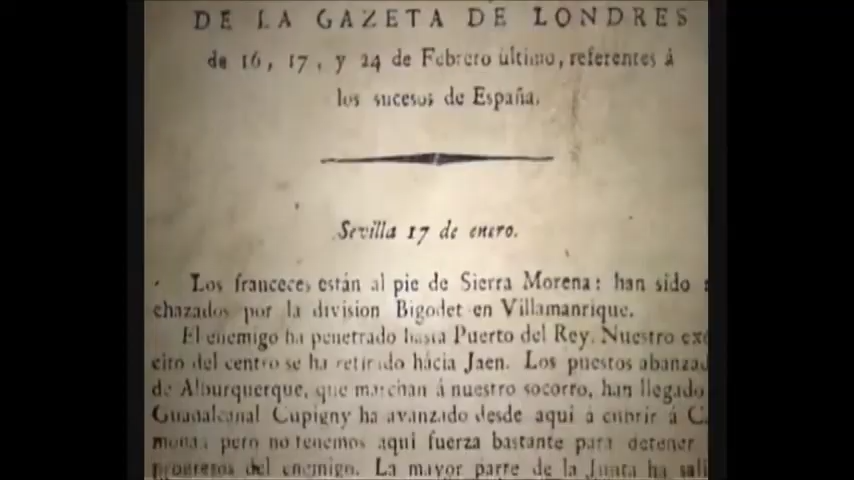 DE LA GAZETA DE LONDRES
de 16, 17, y 24 de Febrero último, referentes á
los sucesos de España.
Sevilla 17 de enero.
Los franceces están al pie de Sierra Morena: han sido
chazados por la division Bigodet en Villamanrique.
El enemigo ha penetrado hasta Puerto del Rey. Nuestro exé
cito del centro se ha retirado hácia Jaen. Los puestos abanzad
de Alburquerque, que marchan á nuestro socorro, han llegado
Guadalcanal Cupigny ha avanzado desde aqui á cubrir á C
mona; pero no tenemos aqui fuerza bastante para detener
progresos del enemigo. La mayor parte de la Junta ha sali